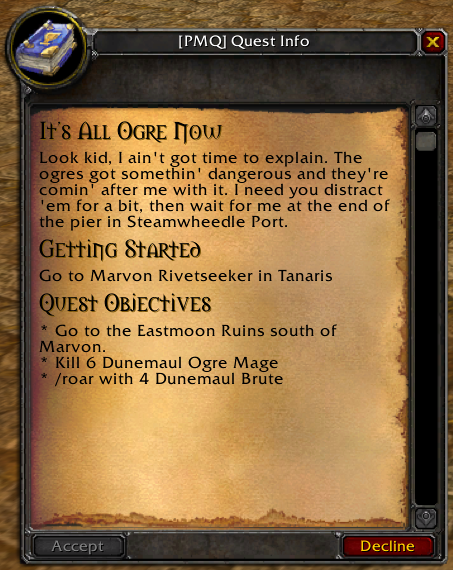 [PMQ] Quest Info
It's All Ogre Now
Look kid, I ain't got time to explain. The
ogres got somethin' dangerous and they're
comin' after me with it. I need you distract
'em for a bit, then wait for me at the end of
the pier in Steamwheedle Port.
Getting Started
Go to Marvon Rivetseeker in Tanaris
Quest Objectives
* Go to the Eastmoon Ruins south of
Marvon.
* Kill 6 Dunemaul Ogre Mage
* /roar with 4 Dunemaul Brute
Accept
Decline